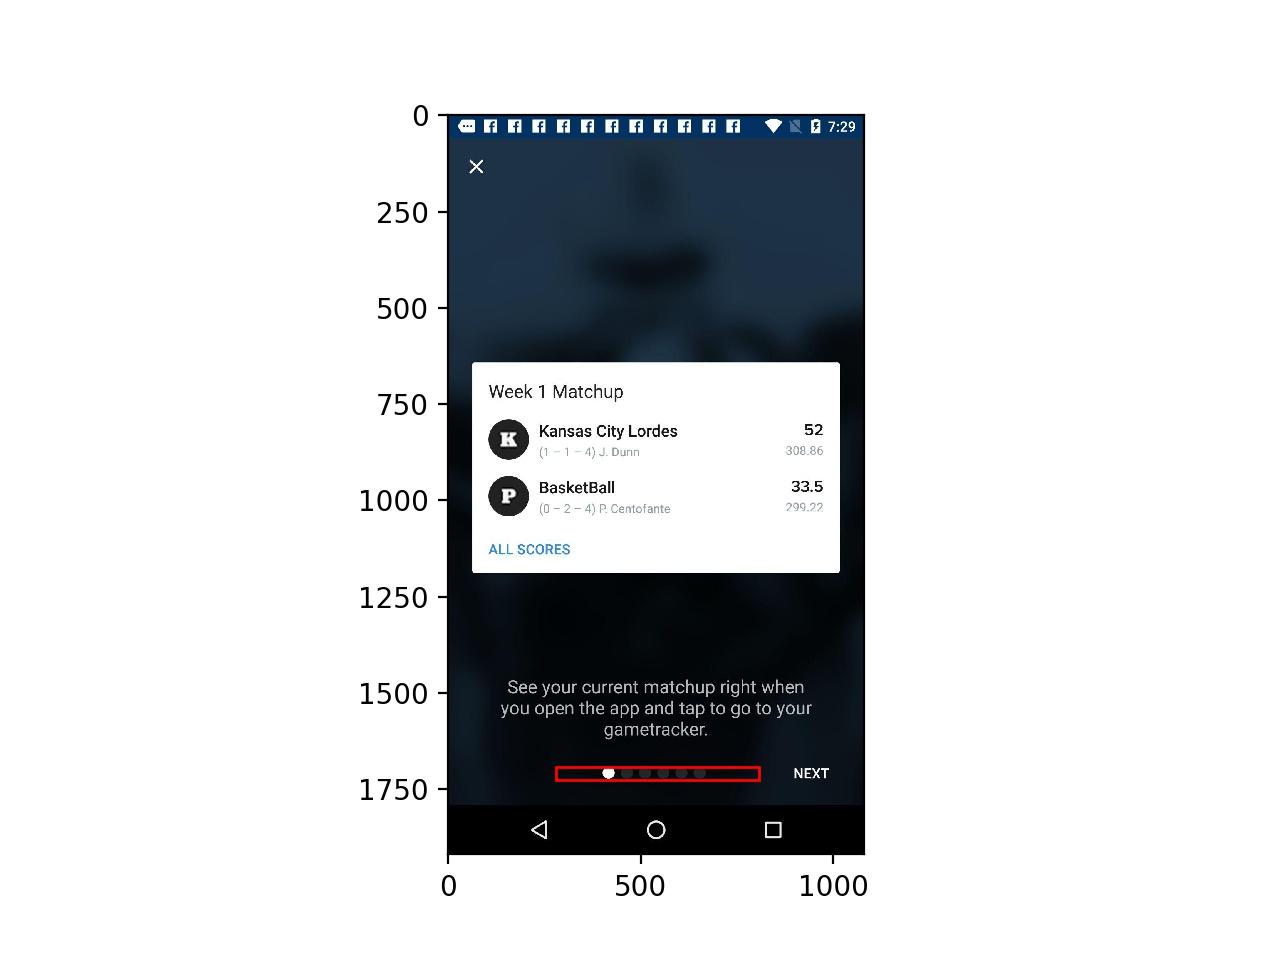 0
250
500
750
1000
1250
1500
1750
0
500
1000
7:29
Week 1 Matchup
K
Kansas City Lordes
52
(1 – 1 – 4) J. Dunn
308.86
P
BasketBall
33.5
(0 – 2 – 4) P. Centofante
299.22
ALL SCORES
See your current matchup right when
you open the app and tap to go to your
gametracker.
NEXT